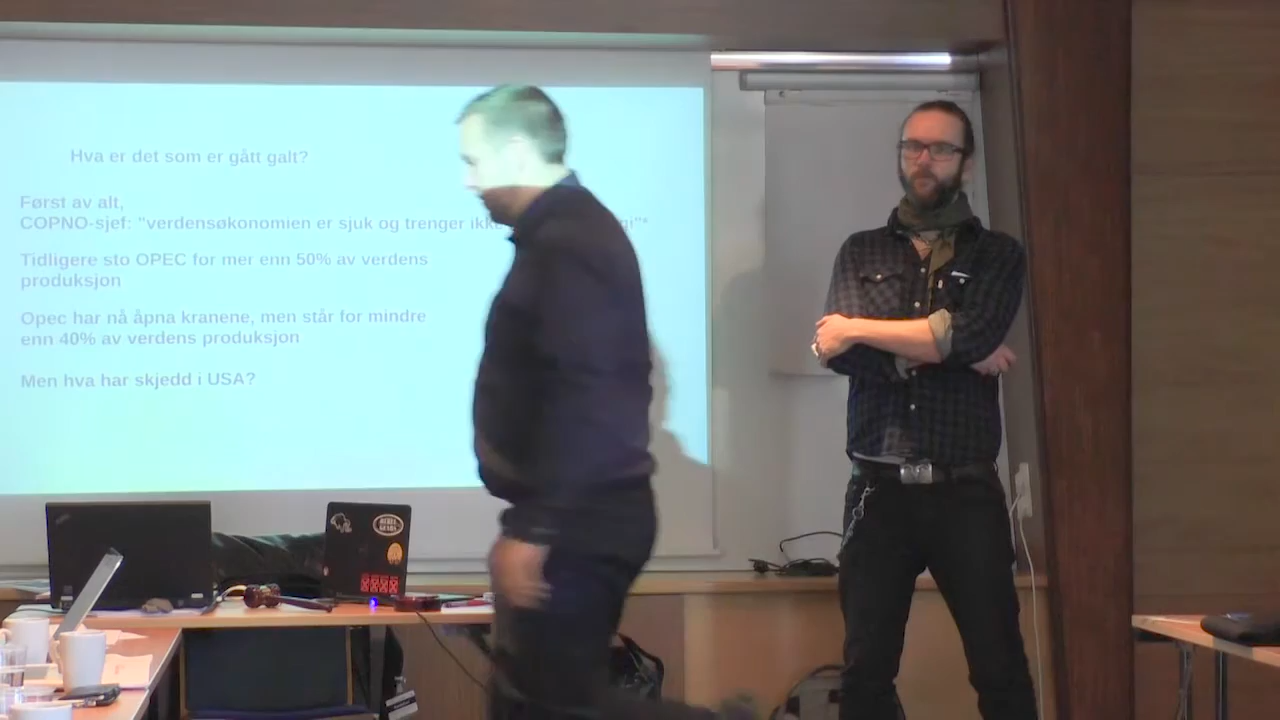 Hva er det som er gått galt?
Først av alt,
COPNO-sjef: "verdensøkonomien er sjuk og trenger ikke
Tidligere sto OPEC for mer enn 50% av verdens
produksjon
Opec har nå åpna kranene, men står for mindre
enn 40% av verdens produksjon
Men hva har skjedd i USA?